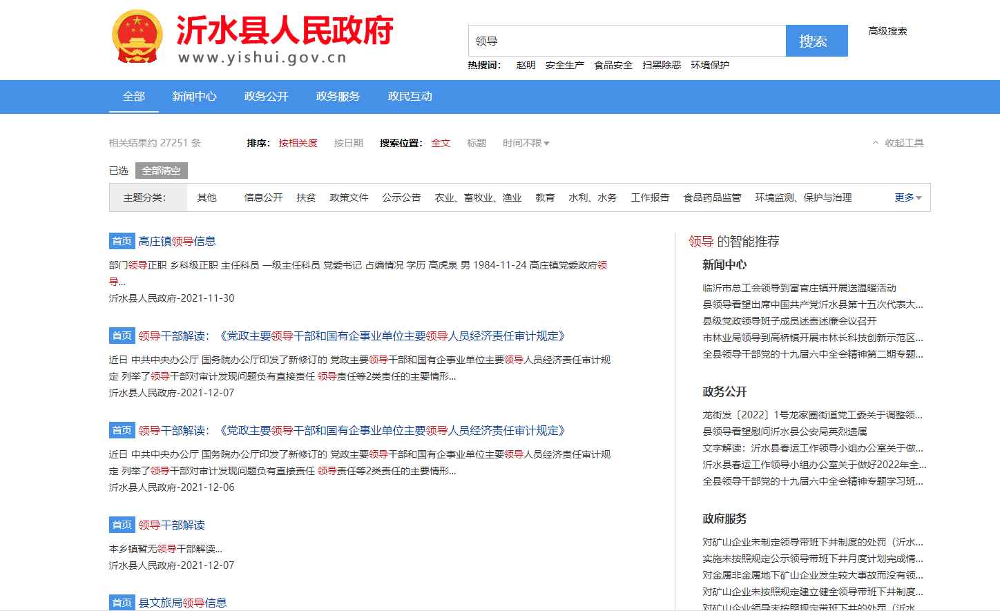 沂水县人民政府
www.yishui.gov.cn
领导
搜索
高级搜索
热搜词： 赵明 安全生产 食品安全 扫黑除恶 环境保护
全部 新闻中心 政务公开 政务服务 政民互动
相关结果约 27251 条 排序： 按相关度 按日期 搜索位置： 全文 标题 时间不限 收起工具
已选 全部清空
主题分类： 其他 信息公开 扶贫 政策文件 公示公告 农业、畜牧业、渔业 教育 水利、水务 工作报告 食品药品监管 环境监测、保护与治理 更多
首页 高庄镇领导信息
部门领导正职 乡科级正职 主任科员 一级主任科员 党委书记 占编情况 学历 高虎泉 男 1984-11-24 高庄镇党委政府领
导...
沂水县人民政府-2021-11-30
首页 领导干部解读：《党政主要领导干部和国有企事业单位主要领导人员经济责任审计规定》
近日 中共中央办公厅 国务院办公厅印发了新修订的 党政主要领导干部和国有企事业单位主要领导人员经济责任审计规
定 列举了领导干部对审计发现问题负有直接责任 领导责任等2类责任的主要情形...
沂水县人民政府-2021-12-07
首页 领导干部解读：《党政主要领导干部和国有企事业单位主要领导人员经济责任审计规定》
近日 中共中央办公厅 国务院办公厅印发了新修订的 党政主要领导干部和国有企事业单位主要领导人员经济责任审计规
定 列举了领导干部对审计发现问题负有直接责任 领导责任等2类责任的主要情形...
沂水县人民政府-2021-12-06
首页 领导干部解读
本乡镇暂无领导干部解读...
沂水县人民政府-2021-12-07
首页 县文旅局领导信息
领导 的智能推荐
新闻中心
临沂市总工会领导到富官庄镇开展送温暖活动
县领导看望出席中国共产党沂水县第十五次代表大...
县级党政领导班子成员述责述廉会议召开
市林业局领导到高桥镇开展市林长科技创新示范区...
全县领导干部党的十九届六中全会精神第二期专题...
政务公开
龙街发〔2022〕1号龙家圈街道党工委关于调整领...
县领导看望慰问沂水县公安局英烈遗属
文字解读：沂水县春运工作领导小组办公室关于做...
沂水县春运工作领导小组办公室关于做好2022年全...
全县领导干部党的十九届六中全会精神专题学习班...
政府服务
对矿山企业未制定领导带班下井制度的处罚（沂水...
实施未按照规定公示领导带班下井月度计划完成情...
对金属非金属地下矿山企业发生较大事故而没有领...
对矿山企业未按照规定建立健全领导带班下井制度...
对矿山企业领导未按照规定带班下井的处罚（沂水...